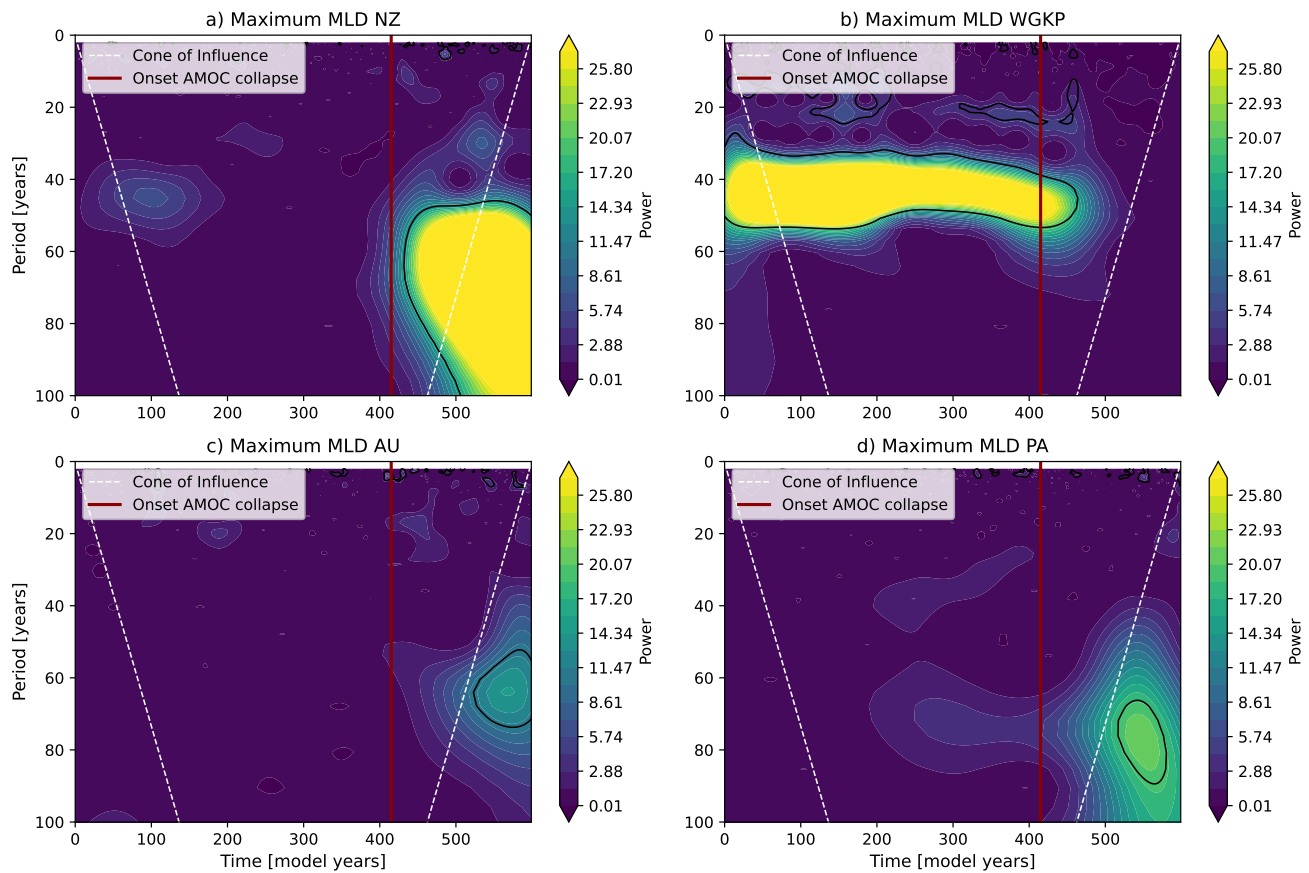 a) Maximum MLD NZ
Cone of Influence
Onset AMOC collapse
Period [years]
0
20
40
60
80
100
0 100 200 300 400 500
25.80
22.93
20.07
17.20
14.34
11.47
8.61
5.74
2.88
0.01
Power
b) Maximum MLD WGKP
Cone of Influence
Onset AMOC collapse
0
20
40
60
80
100
0 100 200 300 400 500
25.80
22.93
20.07
17.20
14.34
11.47
8.61
5.74
2.88
0.01
Power
c) Maximum MLD AU
Cone of Influence
Onset AMOC collapse
Period [years]
0
20
40
60
80
100
0 100 200 300 400 500
Time [model years]
25.80
22.93
20.07
17.20
14.34
11.47
8.61
5.74
2.88
0.01
Power
d) Maximum MLD PA
Cone of Influence
Onset AMOC collapse
0
20
40
60
80
100
0 100 200 300 400 500
Time [model years]
25.80
22.93
20.07
17.20
14.34
11.47
8.61
5.74
2.88
0.01
Power